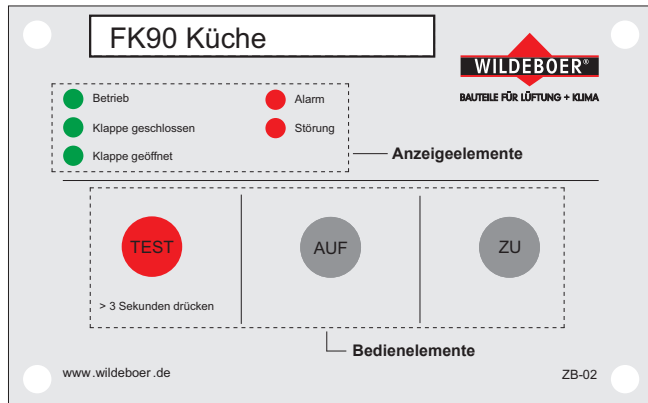 FK90 Küche
WILDEBOER®
BAUTEILE FÜR LÜFTUNG + KLIMA
Betrieb
Alarm
Klappe geschlossen
Störung
Klappe geöffnet
Anzeigeelemente
TEST
AUF
ZU
> 3 Sekunden drücken
Bedienelemente
www.wildeboer.de
ZB-02